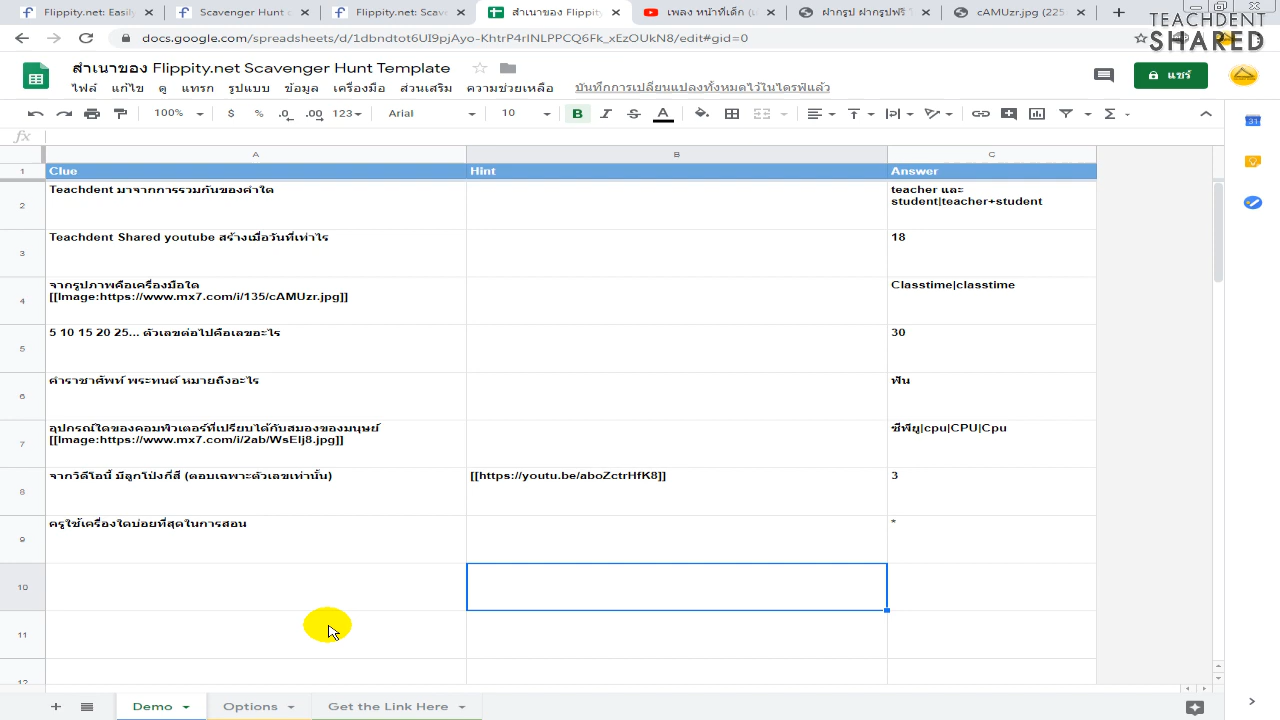 Flippity.net: Easily
Scavenger Hunt c
Flippity.net: Scav
สำเนาของ Flippit
เพลง หน้าที่เด็ก (เ
ฝากรูป ฝากรูปฟรี
cAMUzr.jpg (225
TEACHDENT
SHARED
docs.google.com/spreadsheets/d/1dbndtot6UI9pjAyo-KhtrP4rINLPPCQ6Fk_xEzOUkN8/edit#gid=0
สำเนาของ Flippity.net Scavenger Hunt Template
แชร์
ไฟล์ แก้ไข ดู แทรก รูปแบบ ข้อมูล เครื่องมือ ส่วนเสริม ความช่วยเหลือ บันทึกการเปลี่ยนแปลงทั้งหมดไว้ในไดรฟ์แล้ว
100% $ % .0 .00 123 Arial 10 B I S A Σ
fx
31
A B C
1 Clue Hint Answer
2 Teachdent มาจากการรวมกันของคำใด teacher และ
student|teacher+student
3 Teachdent Shared youtube สร้างเมื่อวันที่เท่าไร 18
4 จากรูปภาพคือเครื่องมือใด Classtime|classtime
[[Image:https://www.mx7.com/i/135/cAMUzr.jpg]]
5 5 10 15 20 25... ตัวเลขต่อไปคือเลขอะไร 30
6 คำราชาศัพท์ พระทนต์ หมายถึงอะไร ฟัน
7 อุปกรณ์ใดของคอมพิวเตอร์ที่เปรียบได้กับสมองของมนุษย์ ซีพียู|cpu|CPU|Cpu
[[Image:https://www.mx7.com/i/2ab/WsEIj8.jpg]]
8 จากวิดีโอนี้ มีลูกโป่งกี่สี (ตอบเฉพาะตัวเลขเท่านั้น) [[https://youtu.be/aboZctrHfK8]] 3
9 ครูใช้เครื่องใดบ่อยที่สุดในการสอน *
10
11
12
Demo Options Get the Link Here